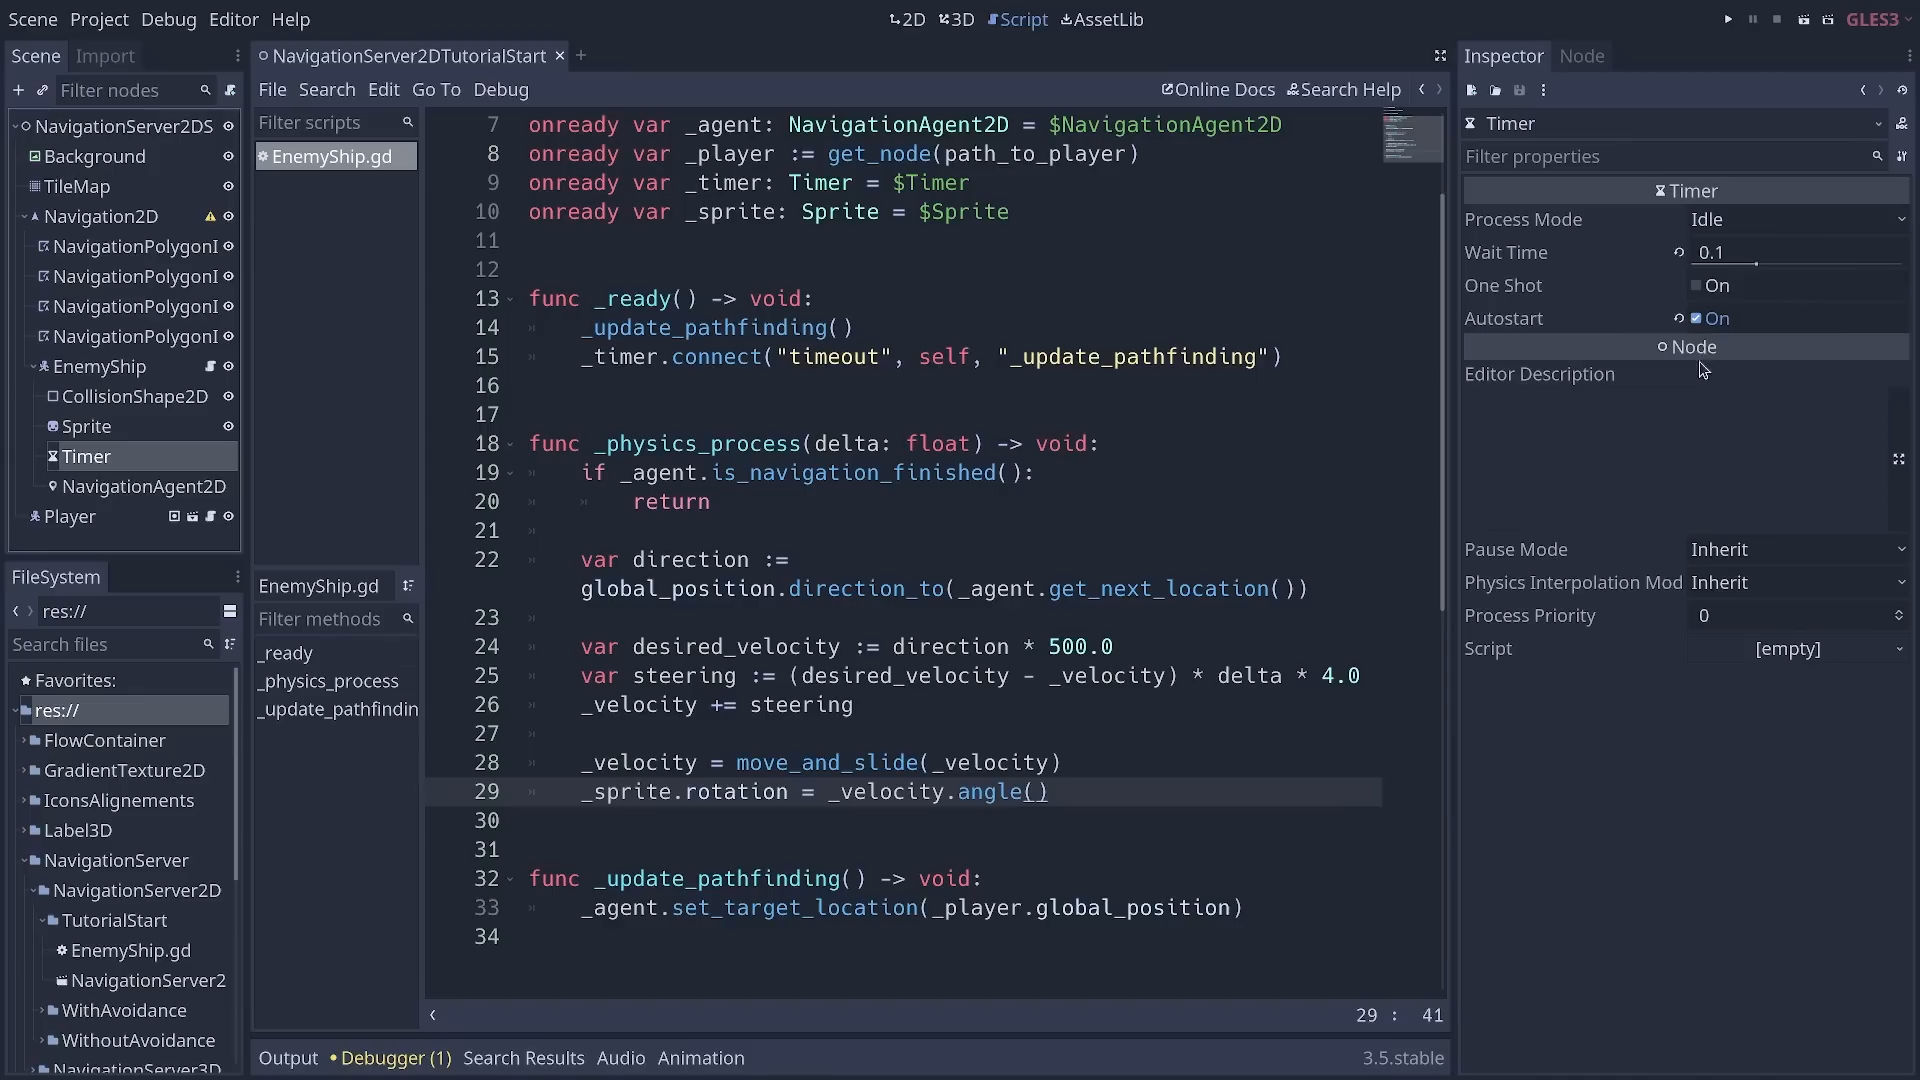 Scene Project Debug Editor Help
2D 3D Script AssetLib
GLES3
Scene Import
Filter nodes
NavigationServer2DS
Background
TileMap
Navigation2D
NavigationPolygonI
NavigationPolygonI
NavigationPolygonI
NavigationPolygonI
EnemyShip
CollisionShape2D
Sprite
Timer
NavigationAgent2D
Player
FileSystem
res://
Search files
Favorites:
res://
FlowContainer
GradientTexture2D
IconsAlignements
Label3D
NavigationServer
NavigationServer2D
TutorialStart
EnemyShip.gd
NavigationServer2
WithAvoidance
WithoutAvoidance
NavigationServer3D
NavigationServer2DTutorialStart
File Search Edit Go To Debug
Online Docs Search Help
Filter scripts
EnemyShip.gd
EnemyShip.gd
Filter methods
_ready
_physics_process
_update_pathfindin
7 onready var _agent: NavigationAgent2D = $NavigationAgent2D
8 onready var _player := get_node(path_to_player)
9 onready var _timer: Timer = $Timer
10 onready var _sprite: Sprite = $Sprite
11
12
13 func _ready() -> void:
14 _update_pathfinding()
15 _timer.connect("timeout", self, "_update_pathfinding")
16
17
18 func _physics_process(delta: float) -> void:
19 if _agent.is_navigation_finished():
20 return
21
22 var direction :=
global_position.direction_to(_agent.get_next_location())
23
24 var desired_velocity := direction * 500.0
25 var steering := (desired_velocity - _velocity) * delta * 4.0
26 _velocity += steering
27
28 _velocity = move_and_slide(_velocity)
29 _sprite.rotation = _velocity.angle()
30
31
32 func _update_pathfinding() -> void:
33 _agent.set_target_location(_player.global_position)
34
29 : 41
Output Debugger (1) Search Results Audio Animation
3.5.stable
Inspector Node
Timer
Filter properties
Timer
Process Mode Idle
Wait Time 0.1
One Shot On
Autostart On
Node
Editor Description
Pause Mode Inherit
Physics Interpolation Mod Inherit
Process Priority 0
Script [empty]